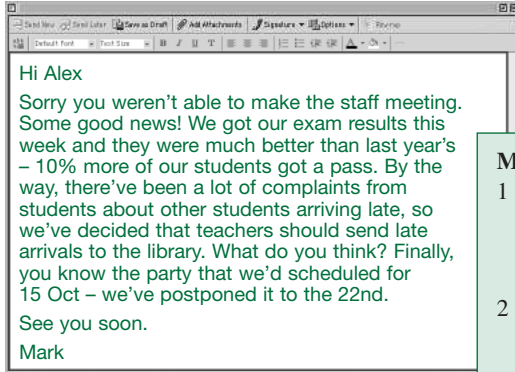 Send Now Send Later Save as Draft Add Attachments Signature Options Rewrap
Default Font Text Size B I U T A
Hi Alex
Sorry you weren’t able to make the staff meeting.
Some good news! We got our exam results this
week and they were much better than last year’s
– 10% more of our students got a pass. By the
way, there’ve been a lot of complaints from
students about other students arriving late, so
we’ve decided that teachers should send late
arrivals to the library. What do you think? Finally,
you know the party that we’d scheduled for
15 Oct – we’ve postponed it to the 22nd.
See you soon.
Mark
M
1
2